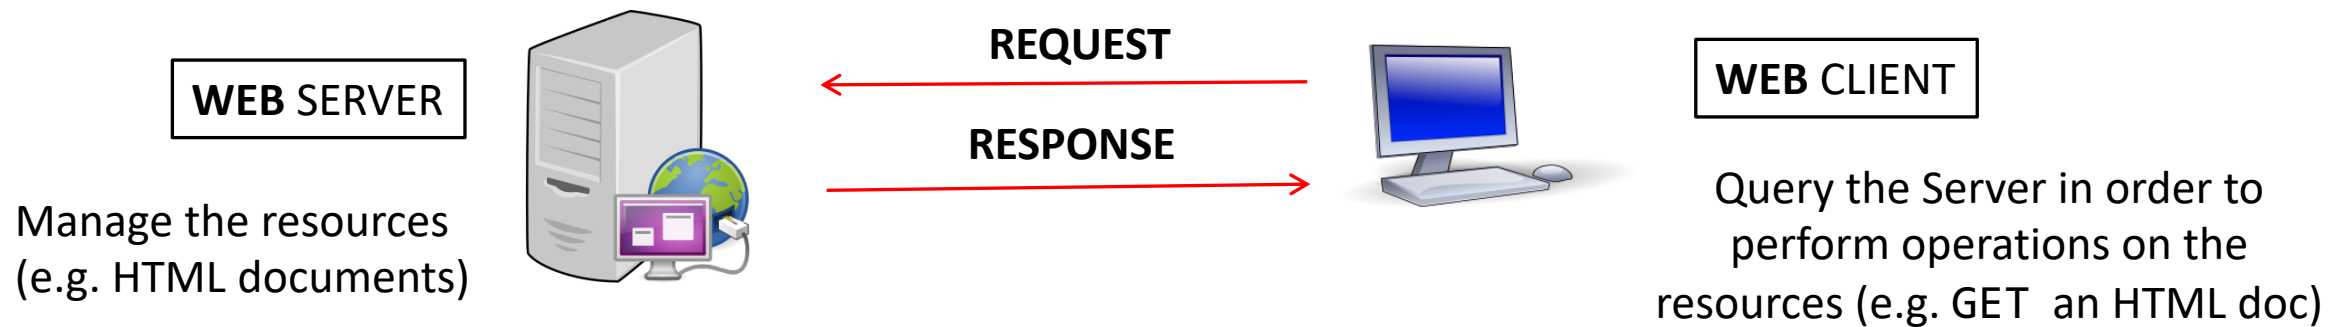 WEB SERVER
Manage the resources
(e.g. HTML documents)
REQUEST
RESPONSE
WEB CLIENT
Query the Server in order to
perform operations on the
resources (e.g. GET an HTML doc)